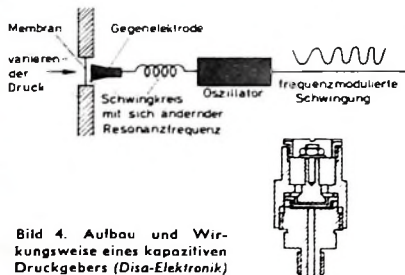 Membran
Gegenelektrode
variieren-
der
Druck
Schwingkreis
mit sich ändernder
Resonanzfrequenz
Oszillator
frequenzmodulierte
Schwingung
Bild 4. Aufbau und Wir-
kungsweise eines kapazitiven
Druckgebers (Disa-Elektronik)